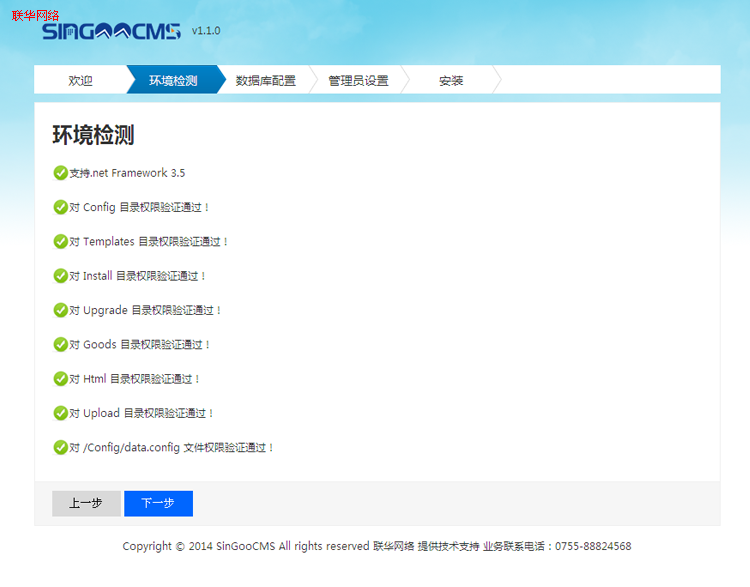 联华网络
SINGOOCMS v1.1.0
欢迎 环境检测 数据库配置 管理员设置 安装
环境检测
支持.net Framework 3.5
对 Config 目录权限验证通过！
对 Templates 目录权限验证通过！
对 Install 目录权限验证通过！
对 Upgrade 目录权限验证通过！
对 Goods 目录权限验证通过！
对 Html 目录权限验证通过！
对 Upload 目录权限验证通过！
对 /Config/data.config 文件权限验证通过！
上一步 下一步
Copyright © 2014 SinGooCMS All rights reserved 联华网络 提供技术支持 业务联系电话：0755-88824568